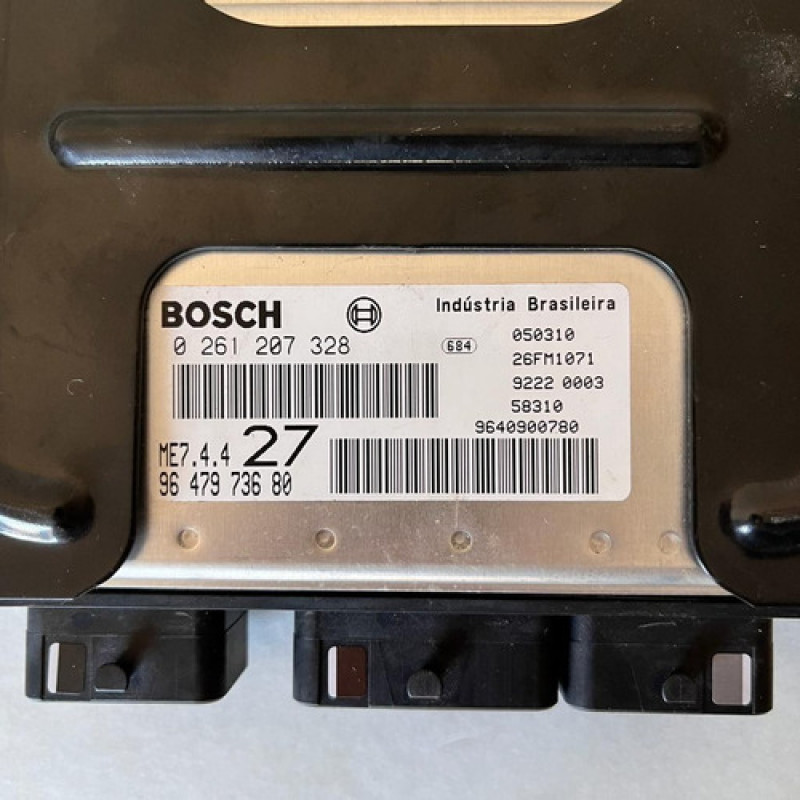 BOSCH
Indústria Brasileira
0 261 207 328
684
050310
26FM1071
9222 0003
58310
9640900780
ME7.4.4 27
96 479 736 80